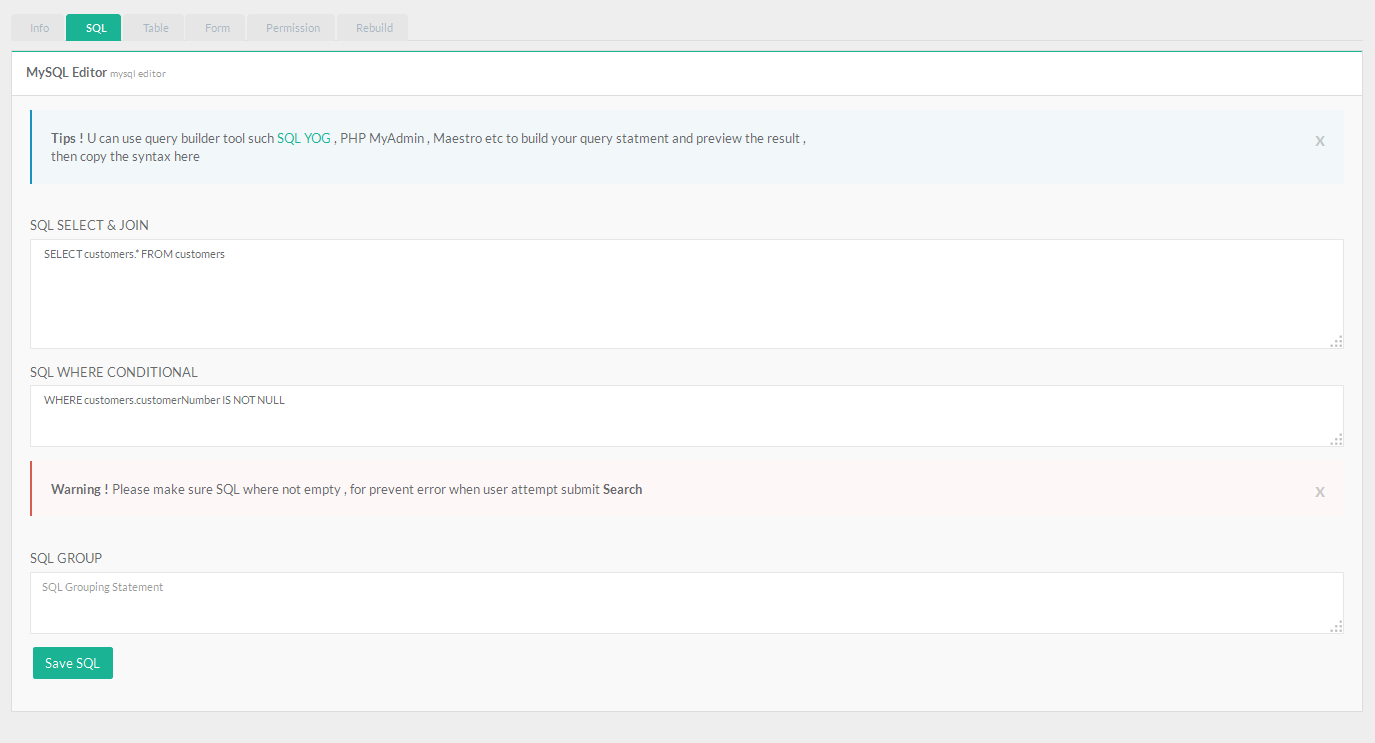 Info SQL Table Form Permission Rebuild
MySQL Editor mysql editor
Tips ! U can use query builder tool such SQL YOG , PHP MyAdmin , Maestro etc to build your query statment and preview the result ,
then copy the syntax here
x
SQL SELECT & JOIN
SELECT customers.* FROM customers
SQL WHERE CONDITIONAL
WHERE customers.customerNumber IS NOT NULL
Warning ! Please make sure SQL where not empty , for prevent error when user attempt submit Search
x
SQL GROUP
SQL Grouping Statement
Save SQL